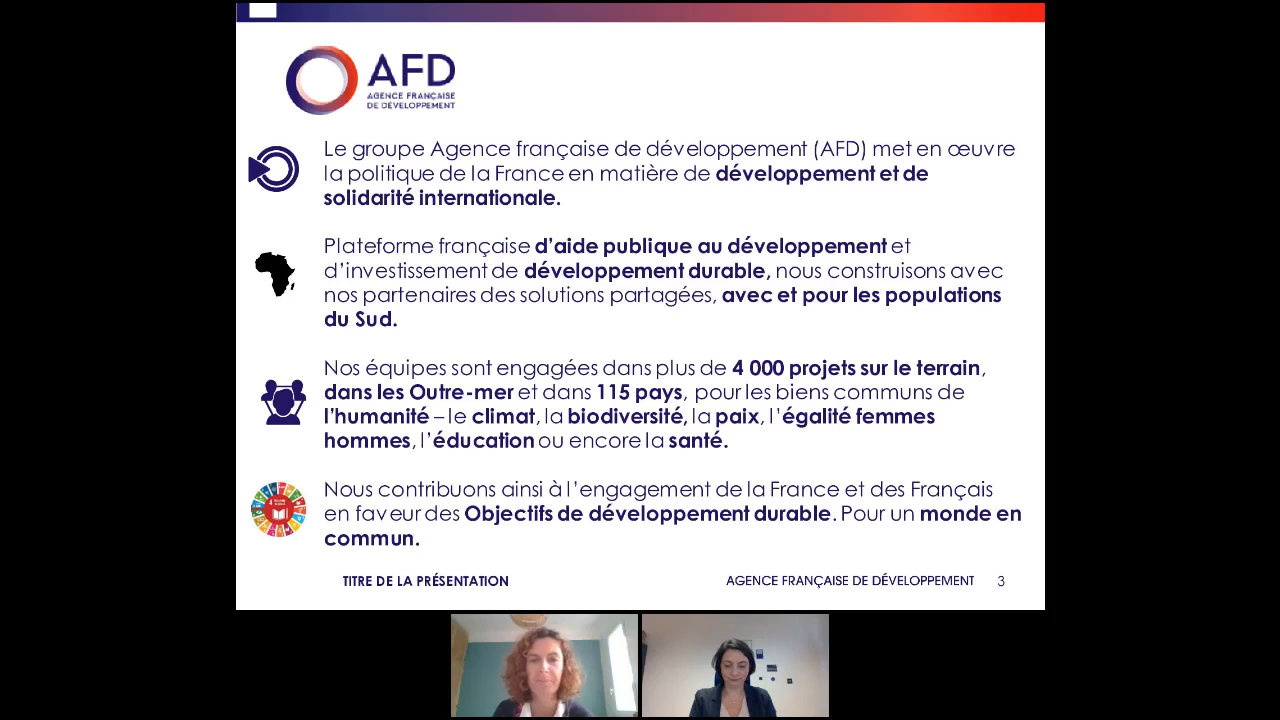 AFD
AGENCE FRANÇAISE
DE DÉVELOPPEMENT
Le groupe Agence française de développement (AFD) met en œuvre
la politique de la France en matière de développement et de
solidarité internationale.
Plateforme française d’aide publique au développement et
d’investissement de développement durable, nous construisons avec
nos partenaires des solutions partagées, avec et pour les populations
du Sud.
Nos équipes sont engagées dans plus de 4 000 projets sur le terrain,
dans les Outre-mer et dans 115 pays, pour les biens communs de
l’humanité – le climat, la biodiversité, la paix, l’égalité femmes
hommes, l’éducation ou encore la santé.
Nous contribuons ainsi à l’engagement de la France et des Français
en faveur des Objectifs de développement durable. Pour un monde en
commun.
TITRE DE LA PRÉSENTATION
AGENCE FRANÇAISE DE DÉVELOPPEMENT 3